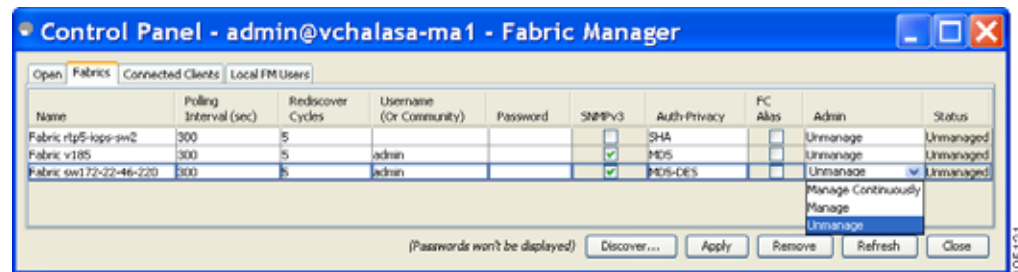 Control Panel - admin@vchalasa-ma1 - Fabric Manager
Open Fabrics Connected Clients Local FM Users
Name Polling Interval (sec) Rediscover Cycles Username (Or Community) Password SNMPv3 Auth-Privacy FC Alias Admin Status
Fabric rtp5-iops-sw2 300 5 SHA Unmanage Unmanaged
Fabric v185 300 5 admin MD5 Unmanage Unmanaged
Fabric sw172-22-46-220 300 5 admin MD5-DES Unmanage Unmanaged
Manage Continuously
Manage
Unmanage
(Passwords won't be displayed) Discover... Apply Remove Refresh Close